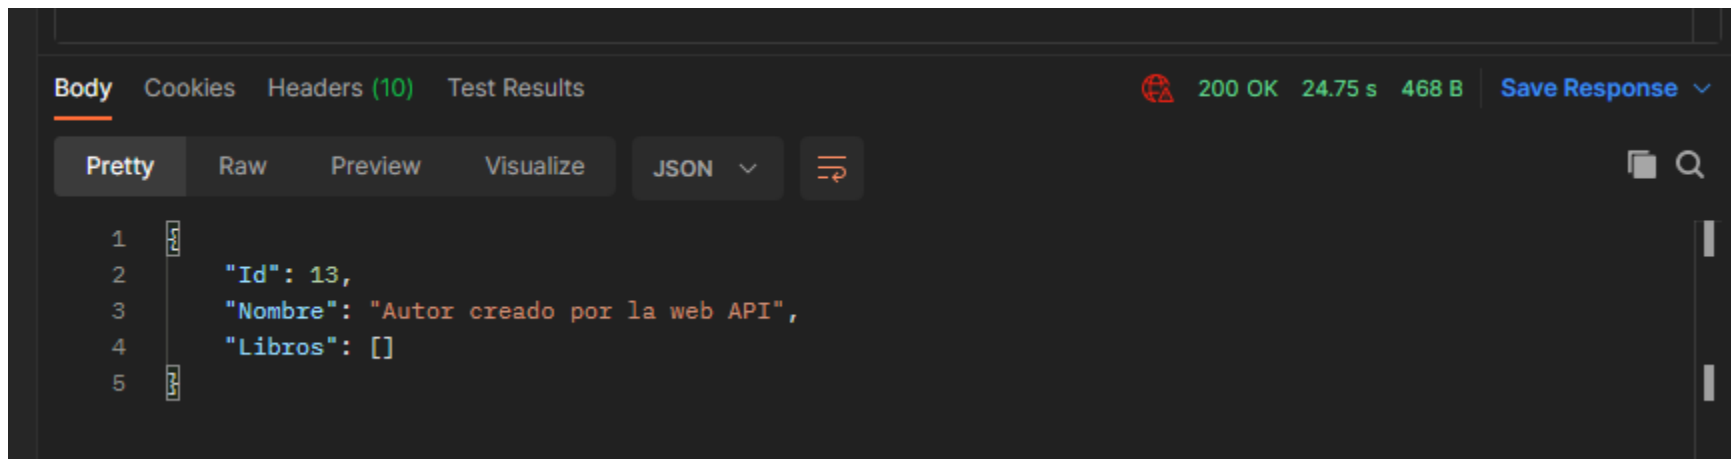 Body Cookies Headers (10) Test Results 200 OK 24.75 s 468 B Save Response
Pretty Raw Preview Visualize JSON
1 {
2 "Id": 13,
3 "Nombre": "Autor creado por la web API",
4 "Libros": []
5 }